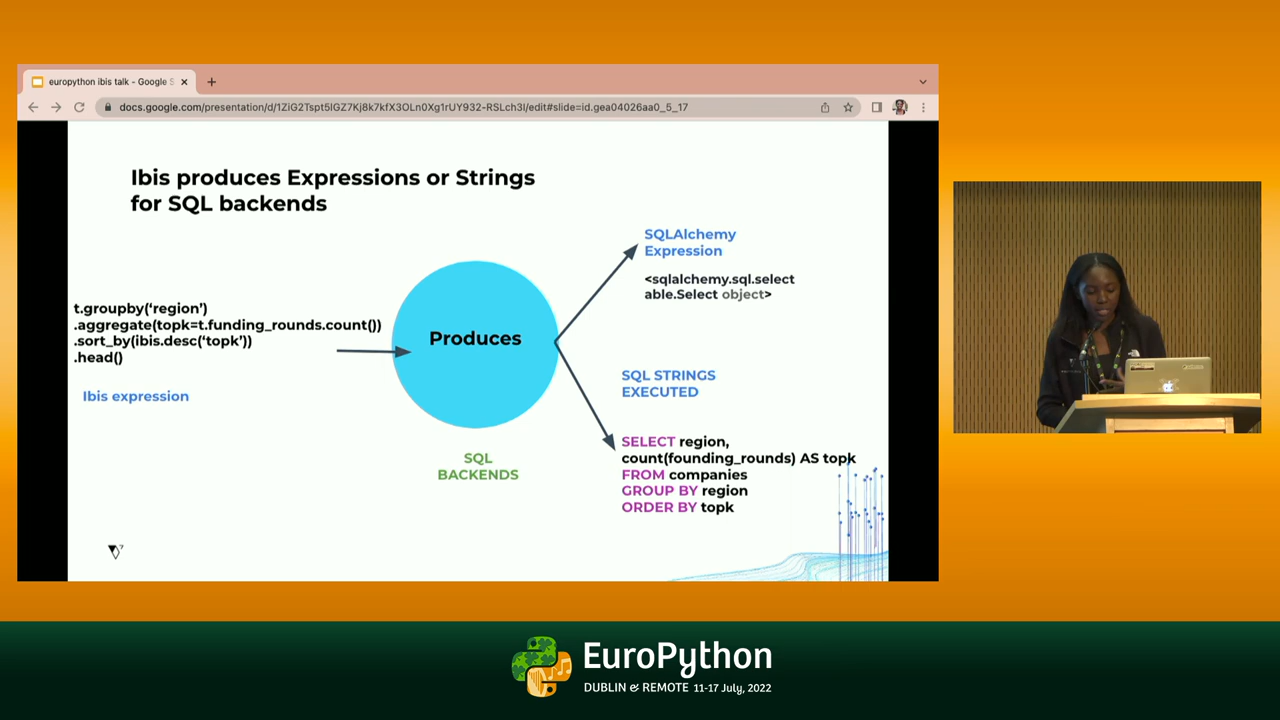 europython ibis talk - Google S
docs.google.com/presentation/d/1ZiG2Tspt5lGZ7Kj8k7kfX3OLn0Xg1rUY932-RSLch3I/edit#slide=id.gea04026aa0_5_17
Ibis produces Expressions or Strings
for SQL backends
SQLAlchemy
Expression
<sqlalchemy.sql.select
able.Select object>
t.groupby(‘region’)
.aggregate(topk=t.funding_rounds.count())
.sort_by(ibis.desc(‘topk’))
.head()
Ibis expression
Produces
SQL
BACKENDS
SQL STRINGS
EXECUTED
SELECT region,
count(founding_rounds) AS topk
FROM companies
GROUP BY region
ORDER BY topk
7
EuroPython
DUBLIN & REMOTE 11-17 July, 2022